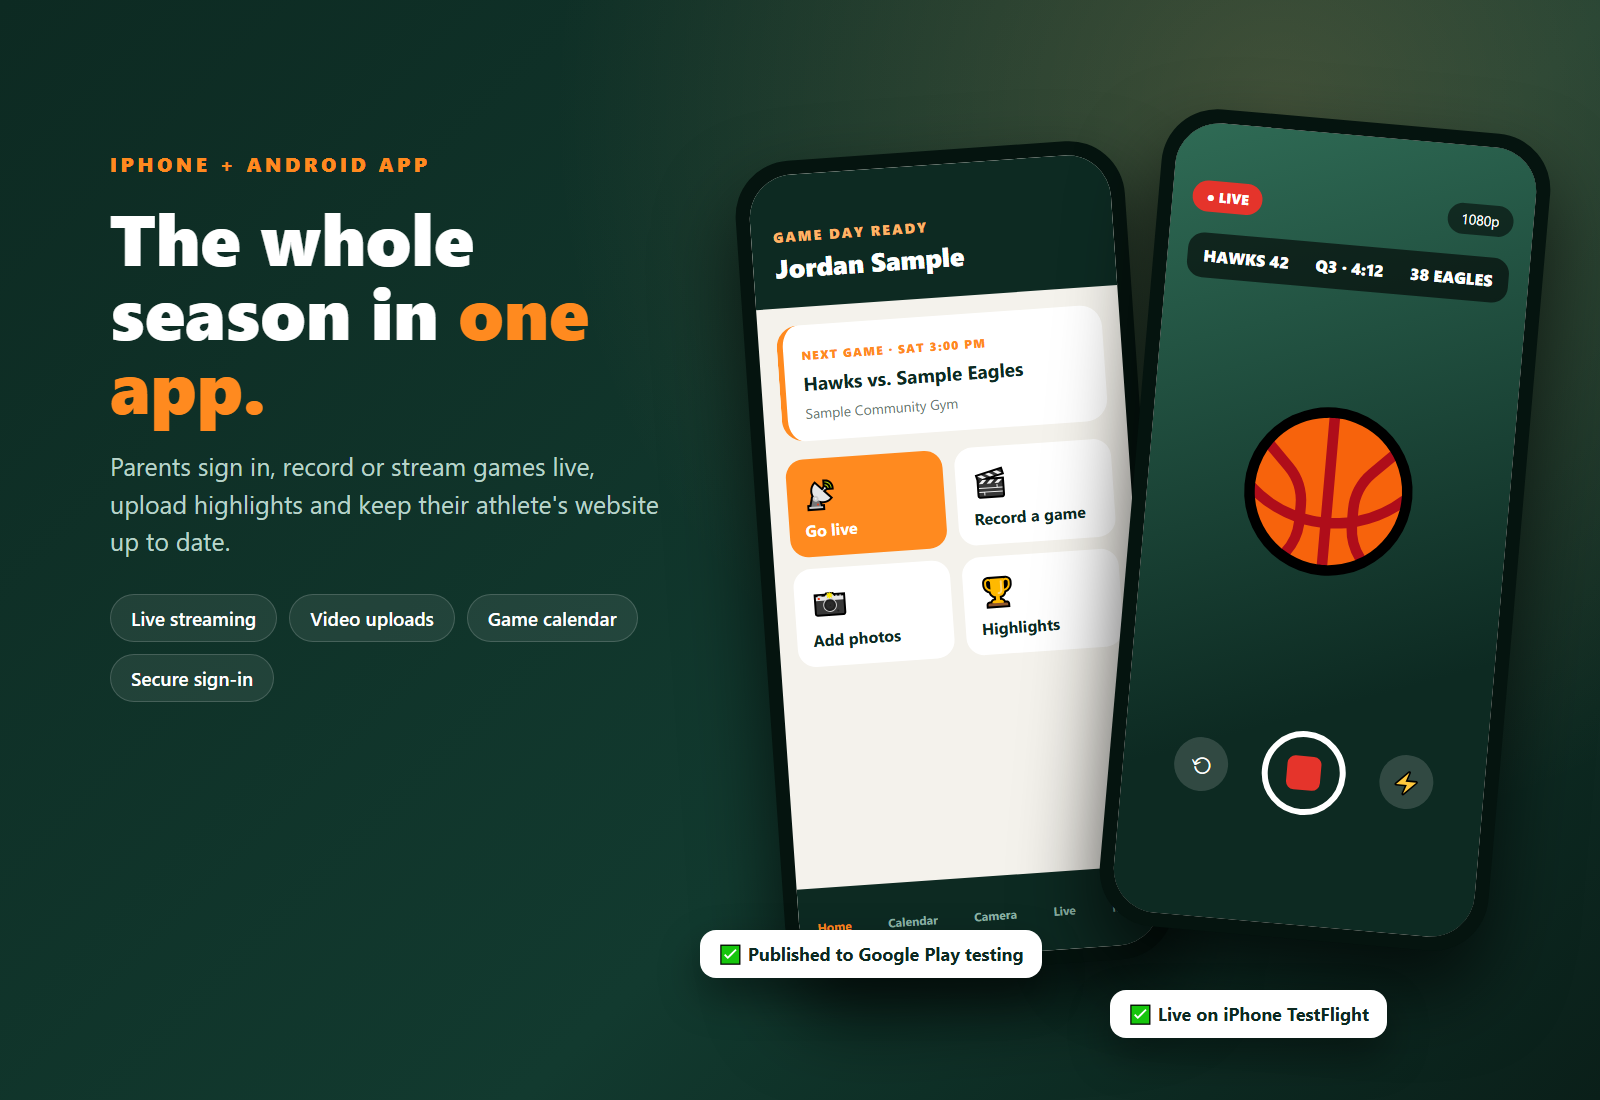 IPHONE + ANDROID APP
The whole
season in one
app.
Parents sign in, record or stream games live,
upload highlights and keep their athlete's website
up to date.
Live streaming
Video uploads
Game calendar
Secure sign-in
GAME DAY READY
Jordan Sample
NEXT GAME · SAT 3:00 PM
Hawks vs. Sample Eagles
Sample Community Gym
Go live
Record a game
Add photos
Highlights
Home
Calendar
Camera
Live
Published to Google Play testing
• LIVE
1080p
HAWKS 42
Q3 · 4:12
38 EAGLES
Live on iPhone TestFlight